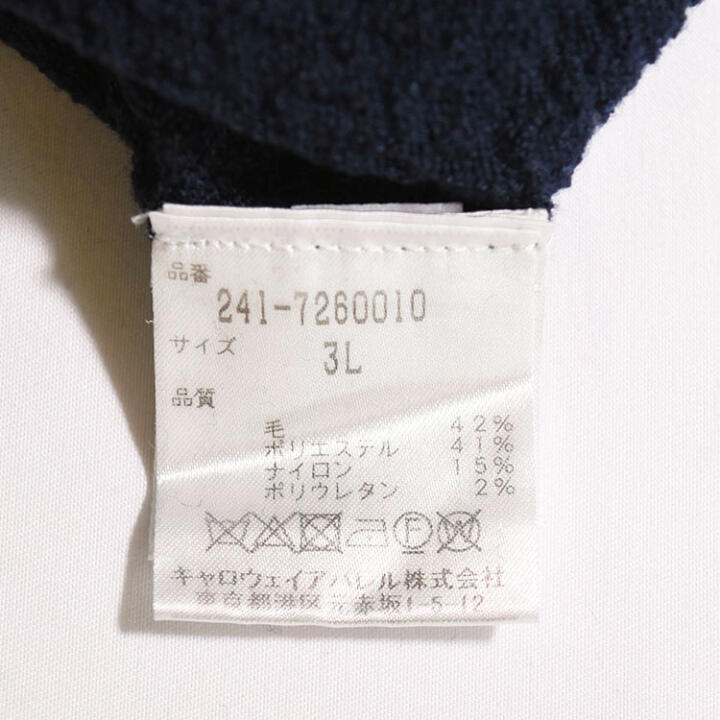 品番
241-7260010
サイズ
3L
品質
毛 42%
ポリエステル 41%
ナイロン 15%
ポリウレタン 2%
F W
キャロウェイアパレル株式会社
東京都港区元赤坂1-5-12